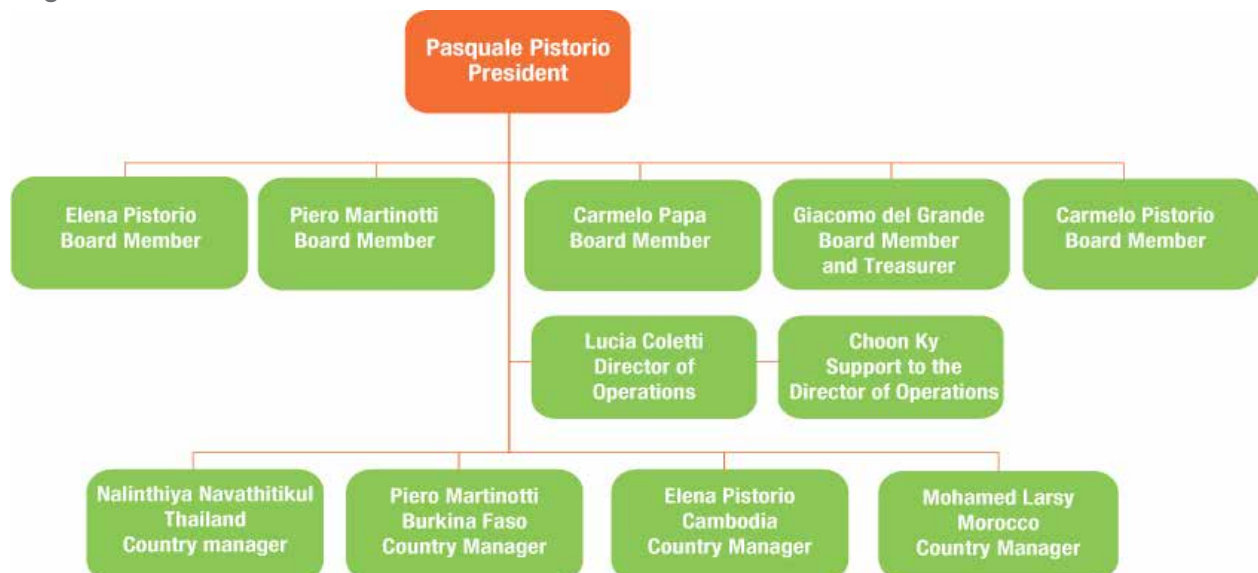 Pasquale Pistorio
President
Elena Pistorio
Board Member
Piero Martinotti
Board Member
Carmelo Papa
Board Member
Giacomo del Grande
Board Member
and Treasurer
Carmelo Pistorio
Board Member
Lucia Coletti
Director of
Operations
Choon Ky
Support to the
Director of Operations
Nalinthiya Navathitikul
Thailand
Country manager
Piero Martinotti
Burkina Faso
Country Manager
Elena Pistorio
Cambodia
Country Manager
Mohamed Larsy
Morocco
Country Manager